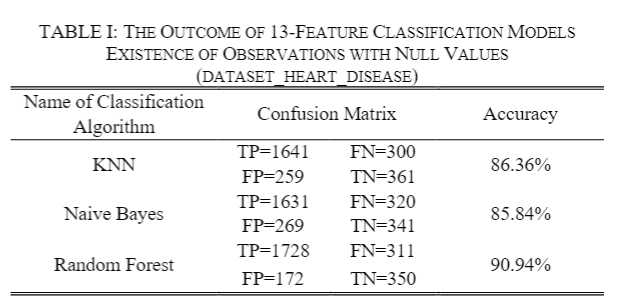 TABLE I: THE OUTCOME OF 13-FEATURE CLASSIFICATION MODELS
EXISTENCE OF OBSERVATIONS WITH NULL VALUES
(DATASET_HEART_DISEASE)
Name of Classification Algorithm Confusion Matrix Accuracy
KNN TP=1641 FN=300 86.36%
FP=259 TN=361
Naive Bayes TP=1631 FN=320 85.84%
FP=269 TN=341
Random Forest TP=1728 FN=311 90.94%
FP=172 TN=350